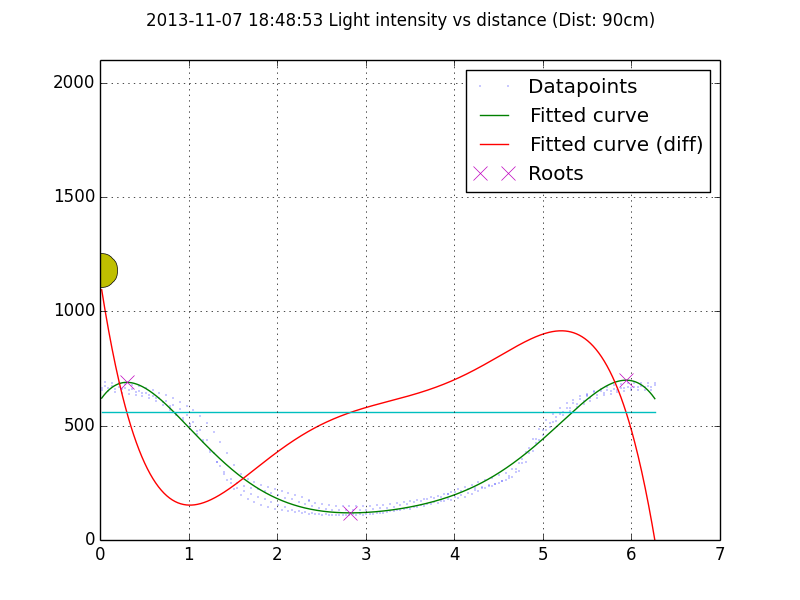 2013-11-07 18:48:53 Light intensity vs distance (Dist: 90cm)
Datapoints
Fitted curve
Fitted curve (diff)
Roots
2000
1500
1000
500
0
0 1 2 3 4 5 6 7